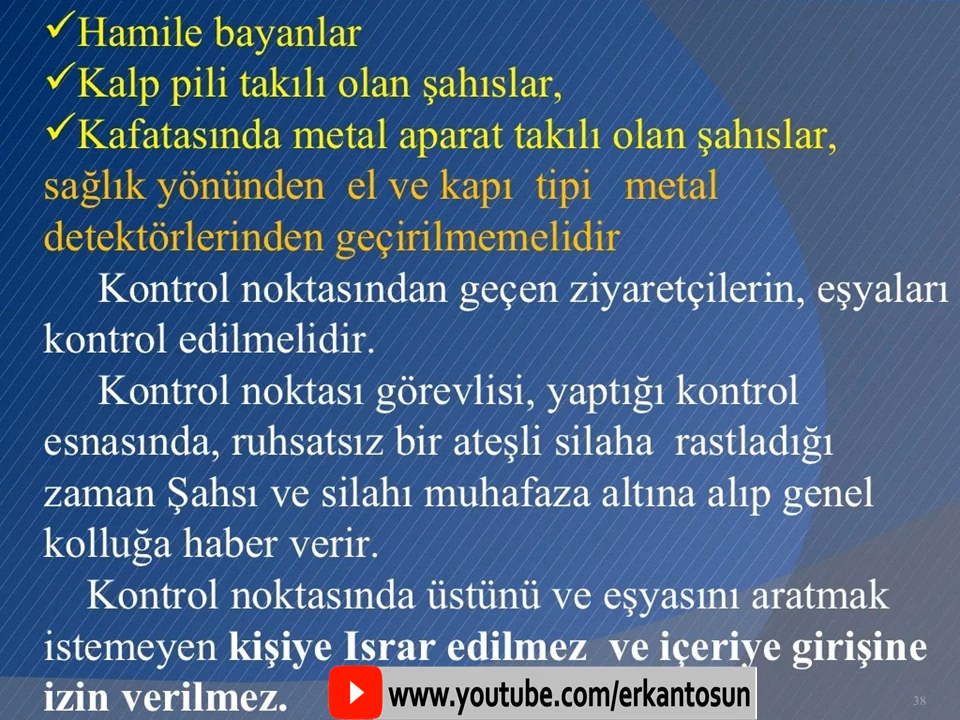 ✓Hamile bayanlar
✓Kalp pili takılı olan şahıslar,
✓Kafatasında metal aparat takılı olan şahıslar,
sağlık yönünden el ve kapı tipi metal
detektörlerinden geçirilmemelidir
Kontrol noktasından geçen ziyaretçilerin, eşyaları
kontrol edilmelidir.
Kontrol noktası görevlisi, yaptığı kontrol
esnasında, ruhsatsız bir ateşli silaha rastladığı
zaman Şahsı ve silahı muhafaza altına alıp genel
kolluğa haber verir.
Kontrol noktasında üstünü ve eşyasını aratmak
istemeyen kişiye Israr edilmez ve içeriye girişine
izin verilmez.
www.youtube.com/erkantosun
38